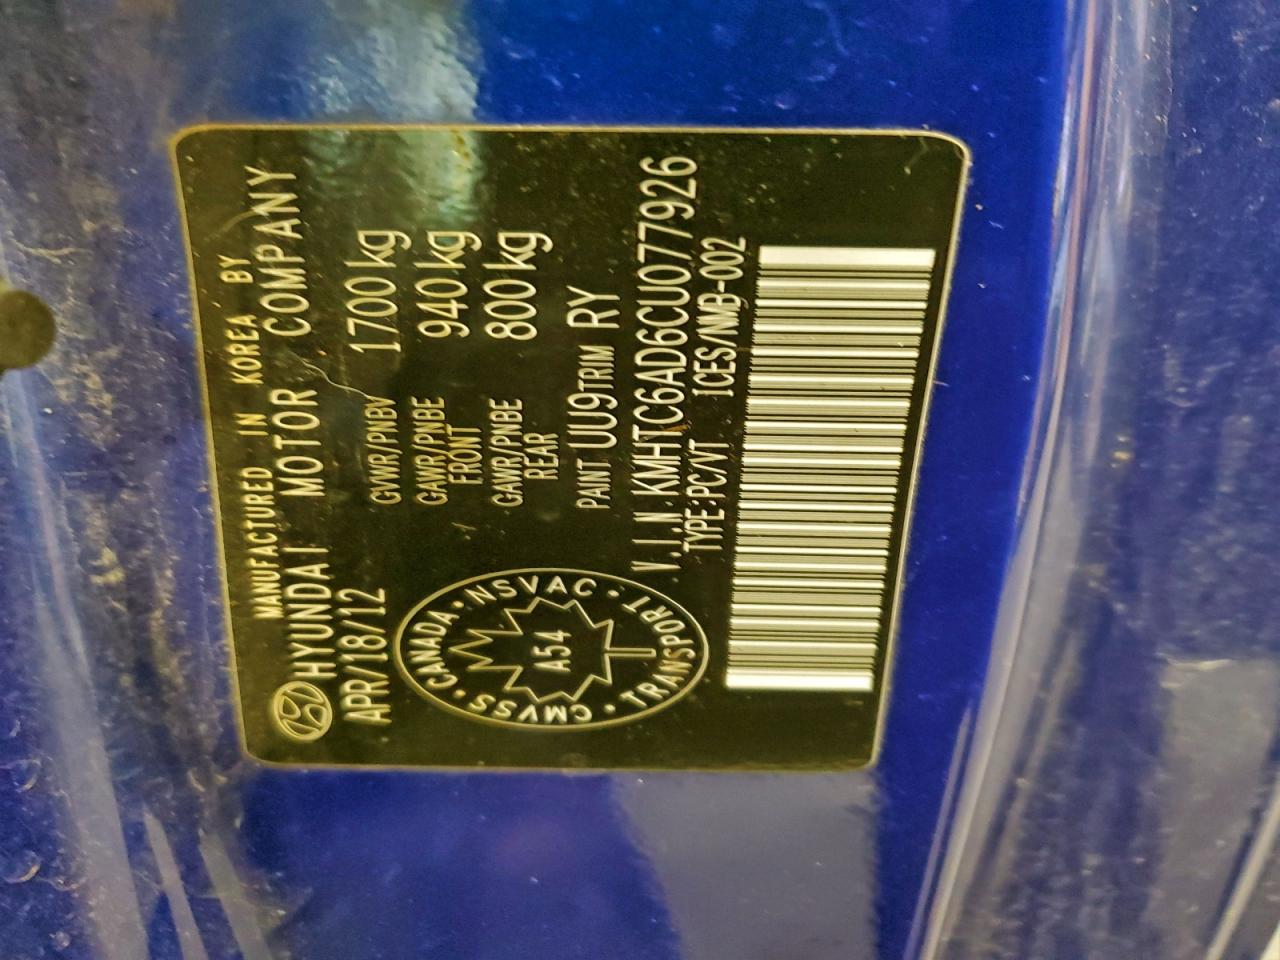 MANUFACTURED IN KOREA BY
HYUNDAI MOTOR COMPANY
APR/18/12
GVWR/PNBV 1700 kg
GAWR/PNBE FRONT 940 kg
GAWR/PNBE REAR 800 kg
PAINT UU9 TRIM RY
V.I.N. KMHTC6AD6CU077926
TYPE:PC/VT ICES/NMB-002
CMVSS · CANADA · NSVAC · TRANSPORT ·
A54